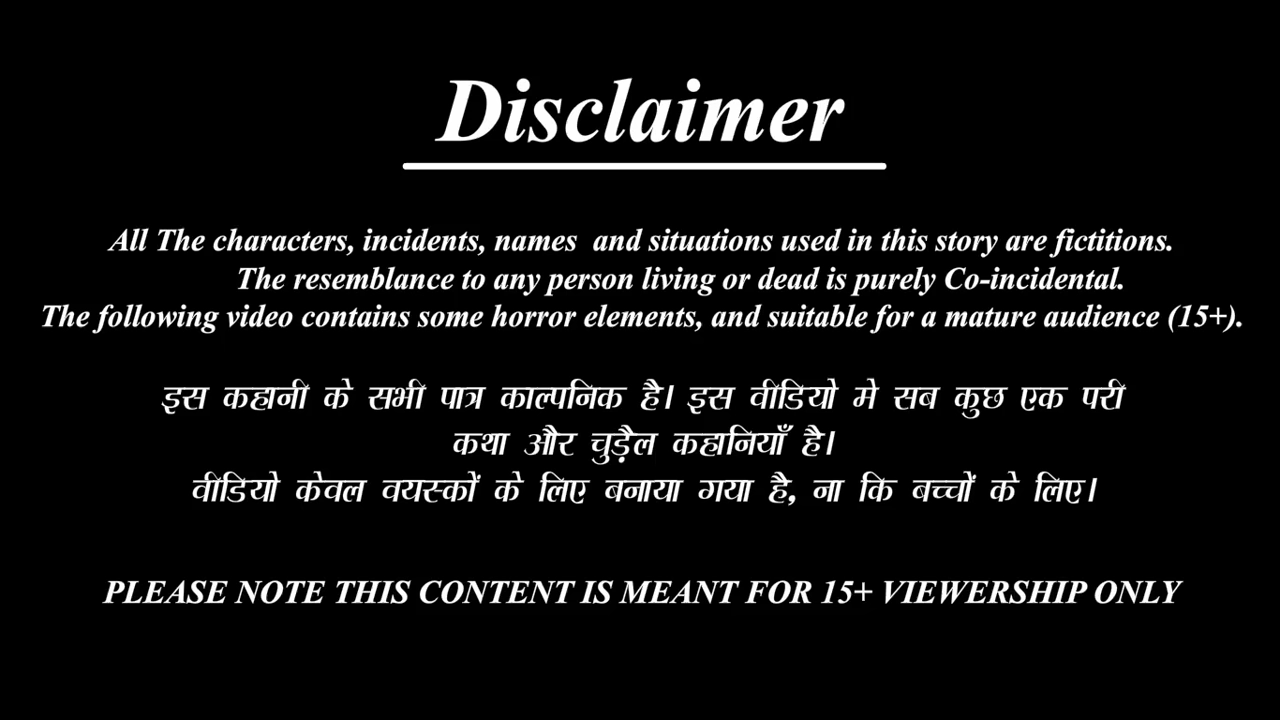 Disclaimer
All The characters, incidents, names and situations used in this story are fictitions.
The resemblance to any person living or dead is purely Co-incidental.
The following video contains some horror elements, and suitable for a mature audience (15+).
इस कहानी के सभी पात्र काल्पनिक है। इस वीडियो मे सब कुछ एक परी
कथा और चुड़ैल कहानियाँ है।
वीडियो केवल वयस्कों के लिए बनाया गया है, ना कि बच्चों के लिए।
PLEASE NOTE THIS CONTENT IS MEANT FOR 15+ VIEWERSHIP ONLY